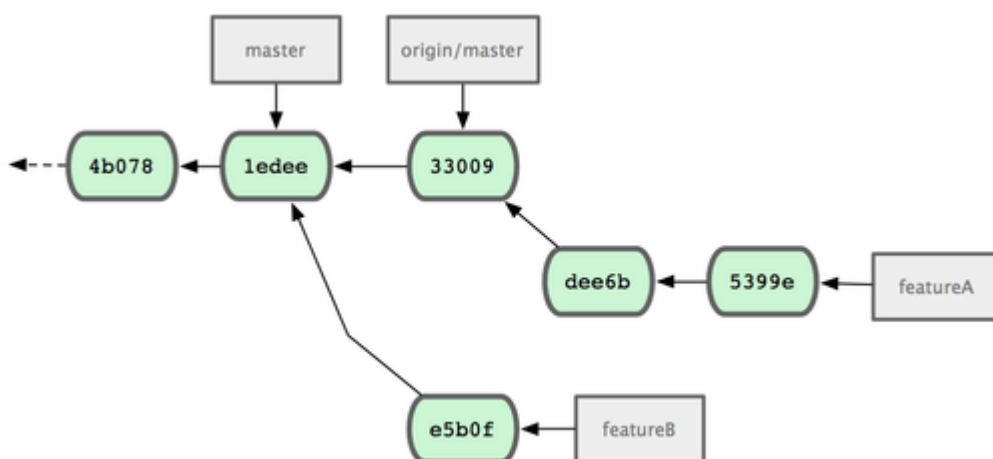 master
origin/master
4b078
1edee
33009
dee6b
5399e
featureA
e5b0f
featureB